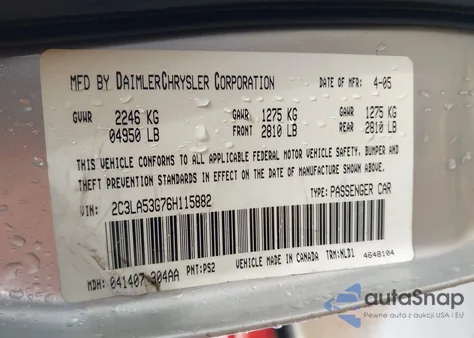 MFD BY DAIMLERCHRYSLER CORPORATION DATE OF MFR: 4-05
GVWR 2246 KG GAWR 1275 KG GAWR 1275 KG
04950 LB FRONT 2810 LB REAR 2810 LB
THIS VEHICLE CONFORMS TO ALL APPLICABLE FEDERAL MOTOR VEHICLE SAFETY, BUMPER AND
THEFT PREVENTION STANDARDS IN EFFECT ON THE DATE OF MANUFACTURE SHOWN ABOVE.
VIN: 2C3LA53G76H115882 TYPE: PASSENGER CAR
MDH: 041407 304AA PNT: PS2 VEHICLE MADE IN CANADA TRM: NLD1 4648104
autoSnap
Pewne auta z aukcji USA i EU